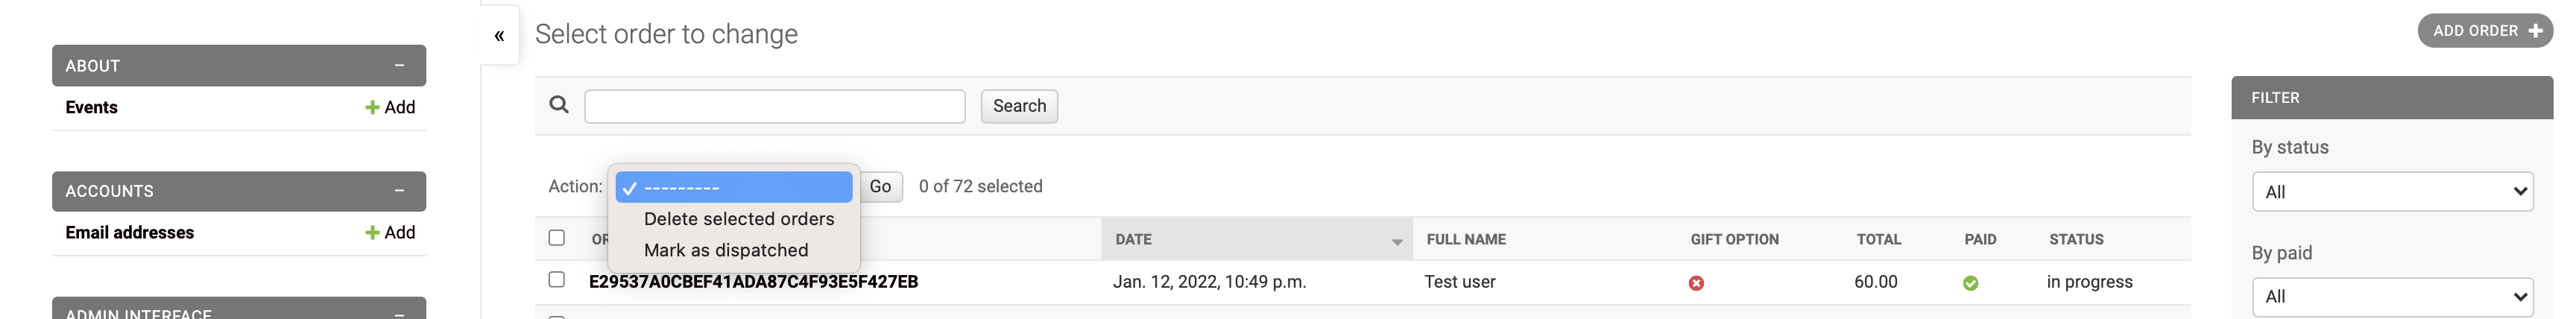 ABOUT −
Events + Add
ACCOUNTS −
Email addresses + Add
ADMIN INTERFACE −
«
Select order to change
ADD ORDER +
Search
Action:
✓ ---------
Delete selected orders
Mark as dispatched
Go 0 of 72 selected
DATE FULL NAME GIFT OPTION TOTAL PAID STATUS
E29537A0CBEF41ADA87C4F93E5F427EB Jan. 12, 2022, 10:49 p.m. Test user 60.00 in progress
FILTER
By status
All
By paid
All